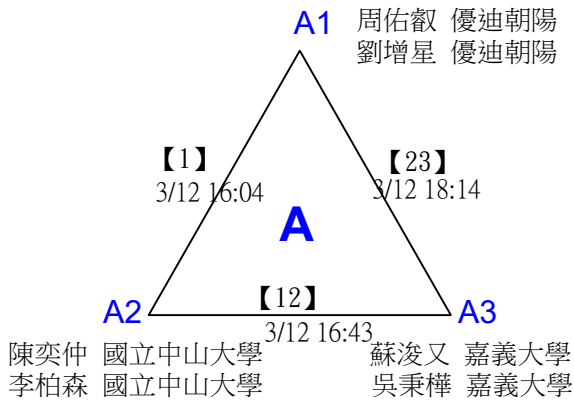 A1 周佑叡 優迪朝陽
劉增星 優迪朝陽
【1】
3/12 16:04
【23】
3/12 18:14
A
【12】
3/12 16:43
A2
A3
陳奕仲 國立中山大學
李柏森 國立中山大學
蘇浚又 嘉義大學
吳秉樺 嘉義大學